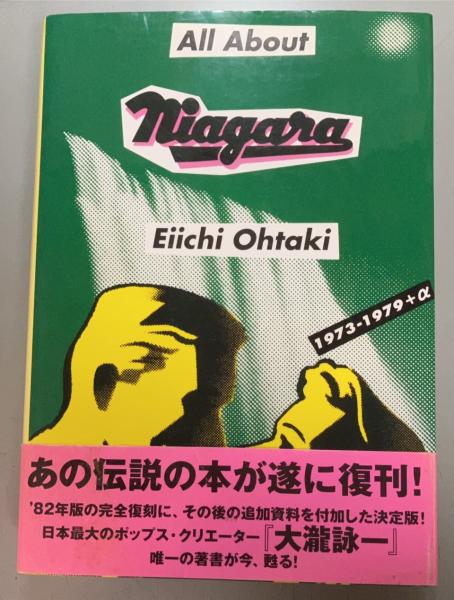 All About
Niagara
Eiichi Ohtaki
1973-1979+α
あの伝説の本が遂に復刊!
'82年版の完全復刻に、その後の追加資料を付加した決定版!
日本最大のポップス・クリエーター『大瀧詠一』
唯一の著書が今、甦る!